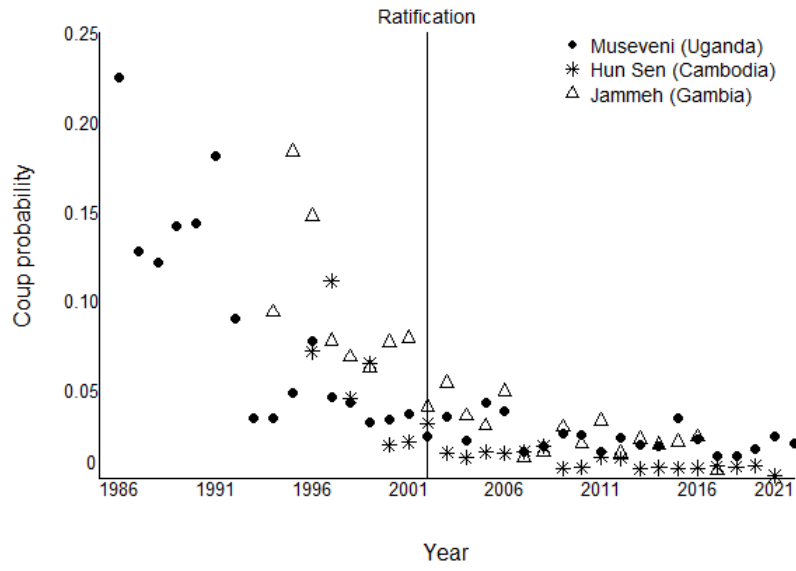 Ratification
0.25
0.20
0.15
0.10
0.05
0
Coup probability
Museveni (Uganda)
Hun Sen (Cambodia)
Jammeh (Gambia)
1986 1991 1996 2001 2006 2011 2016 2021
Year